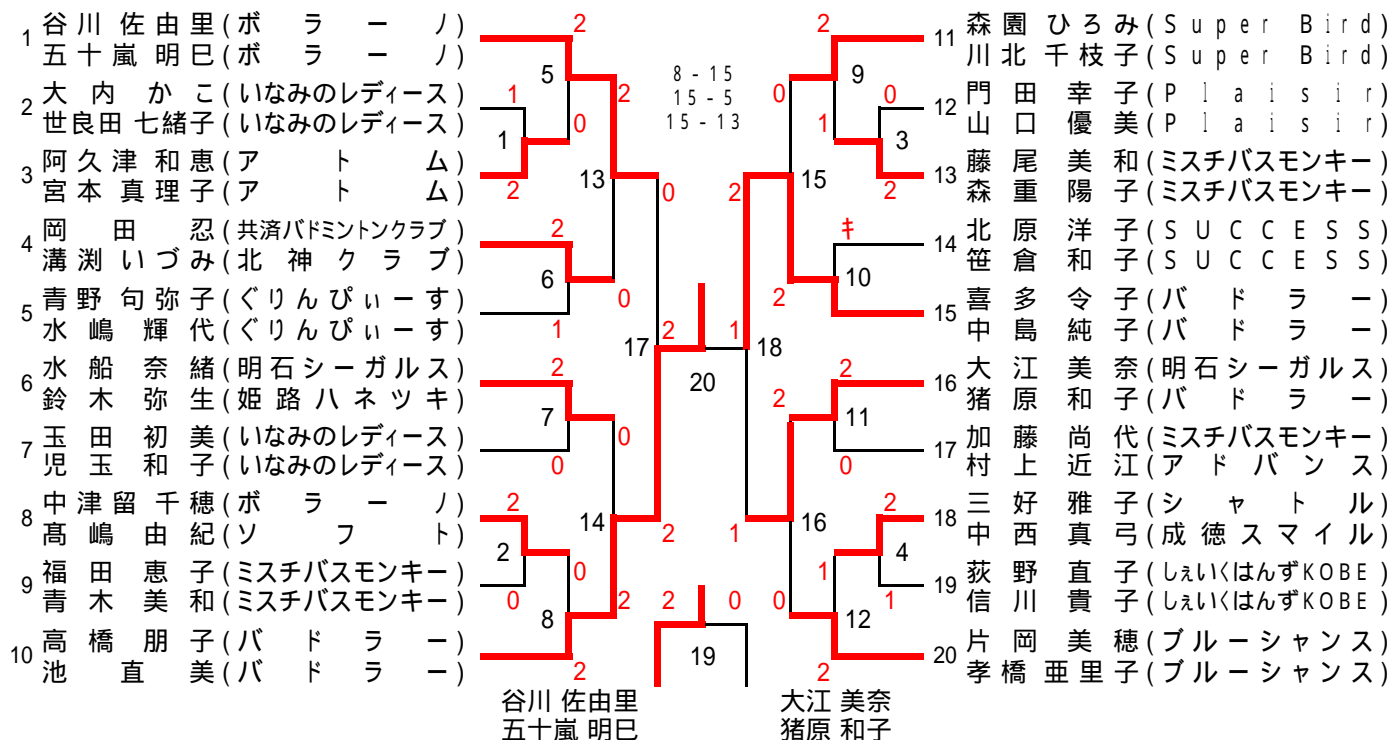 1 谷川 佐由里(ボラーノ)
五十嵐 明巳(ボラーノ)
2 大内 かこ(いなみのレディース)
世良田 七緒子(いなみのレディース)
3 阿久津 和恵(アトム)
宮本 真理子(アトム)
4 岡田 忍(共済バドミントンクラブ)
溝渕 いづみ(北神クラブ)
5 青野 句弥子(ぐりんぴぃーす)
水嶋 輝代(ぐりんぴぃーす)
6 水船 奈緒(明石シーガルス)
鈴木 弥生(姫路ハネツキ)
7 玉田 初美(いなみのレディース)
児玉 和子(いなみのレディース)
8 中津留 千穂(ボラーノ)
髙嶋 由紀(ソフト)
9 福田 恵子(ミスチバスモンキー)
青木 美和(ミスチバスモンキー)
10 高橋 朋子(バドラー)
池 直美(バドラー)
2
5
1
2
0
1
2
13
0
2
6
0
1
17
2
2
7
0
0
2
14
2
2
0
0
8
2
2
8-15
15-5
15-13
20
2
0
19
谷川 佐由里
五十嵐 明巳
大江 美奈
猪原 和子
2
9
0
0
1
3
2
15
2
キ
10
2
1
18
2
2
11
0
1
16
2
4
1
1
0
12
2
11 森園 ひろみ(Super Bird)
川北 千枝子(Super Bird)
12 門田 幸子(Plaisir)
山口 優美(Plaisir)
13 藤尾 美和(ミスチバスモンキー)
森重 陽子(ミスチバスモンキー)
14 北原 洋子(SUCCESS)
笹倉 和子(SUCCESS)
15 喜多 令子(バドラー)
中島 純子(バドラー)
16 大江 美奈(明石シーガルス)
猪原 和子(バドラー)
17 加藤 尚代(ミスチバスモンキー)
村上 近江(アドバンス)
18 三好 雅子(シャトル)
中西 真弓(成徳スマイル)
19 荻野 直子(しぇいくはんずKOBE)
信川 貴子(しぇいくはんずKOBE)
20 片岡 美穂(ブルーシャンス)
孝橋 亜里子(ブルーシャンス)